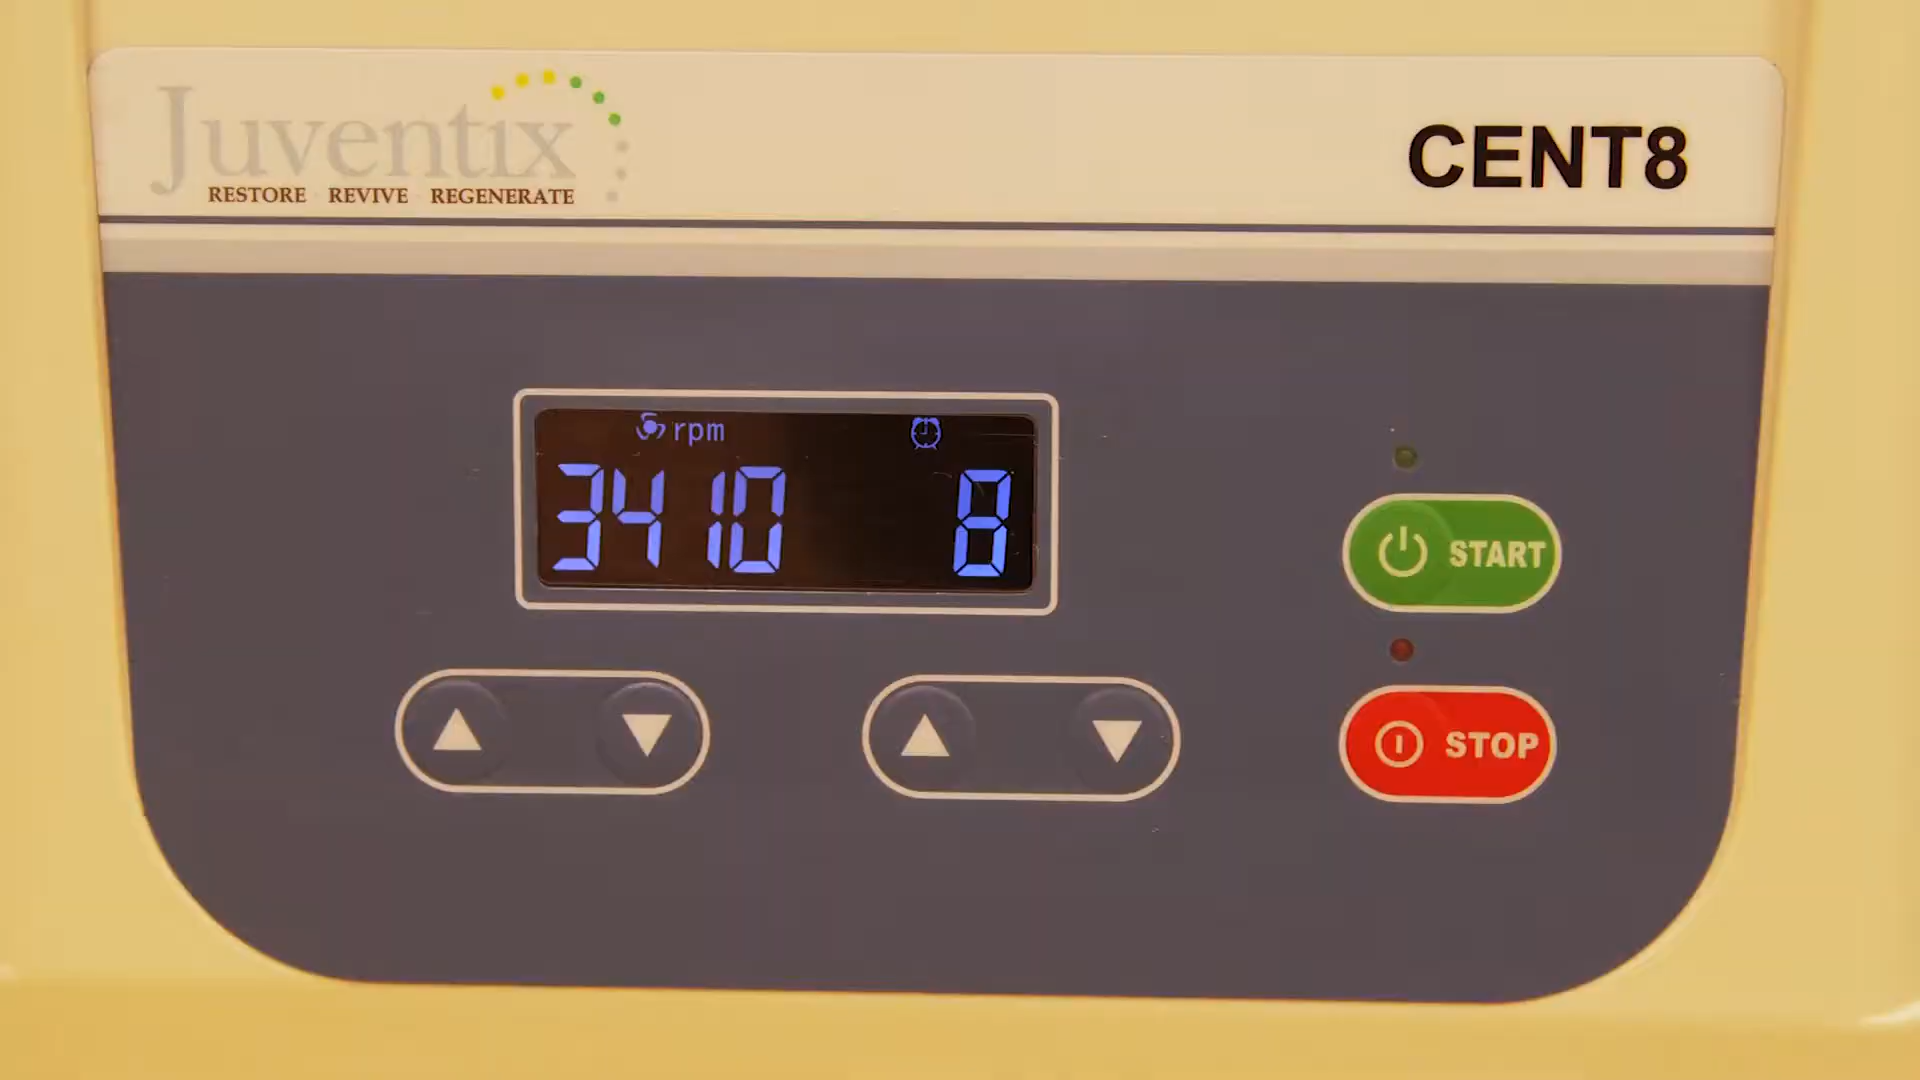 Juventix
RESTORE REVIVE REGENERATE
CENT8
rpm
3410 8
START
STOP